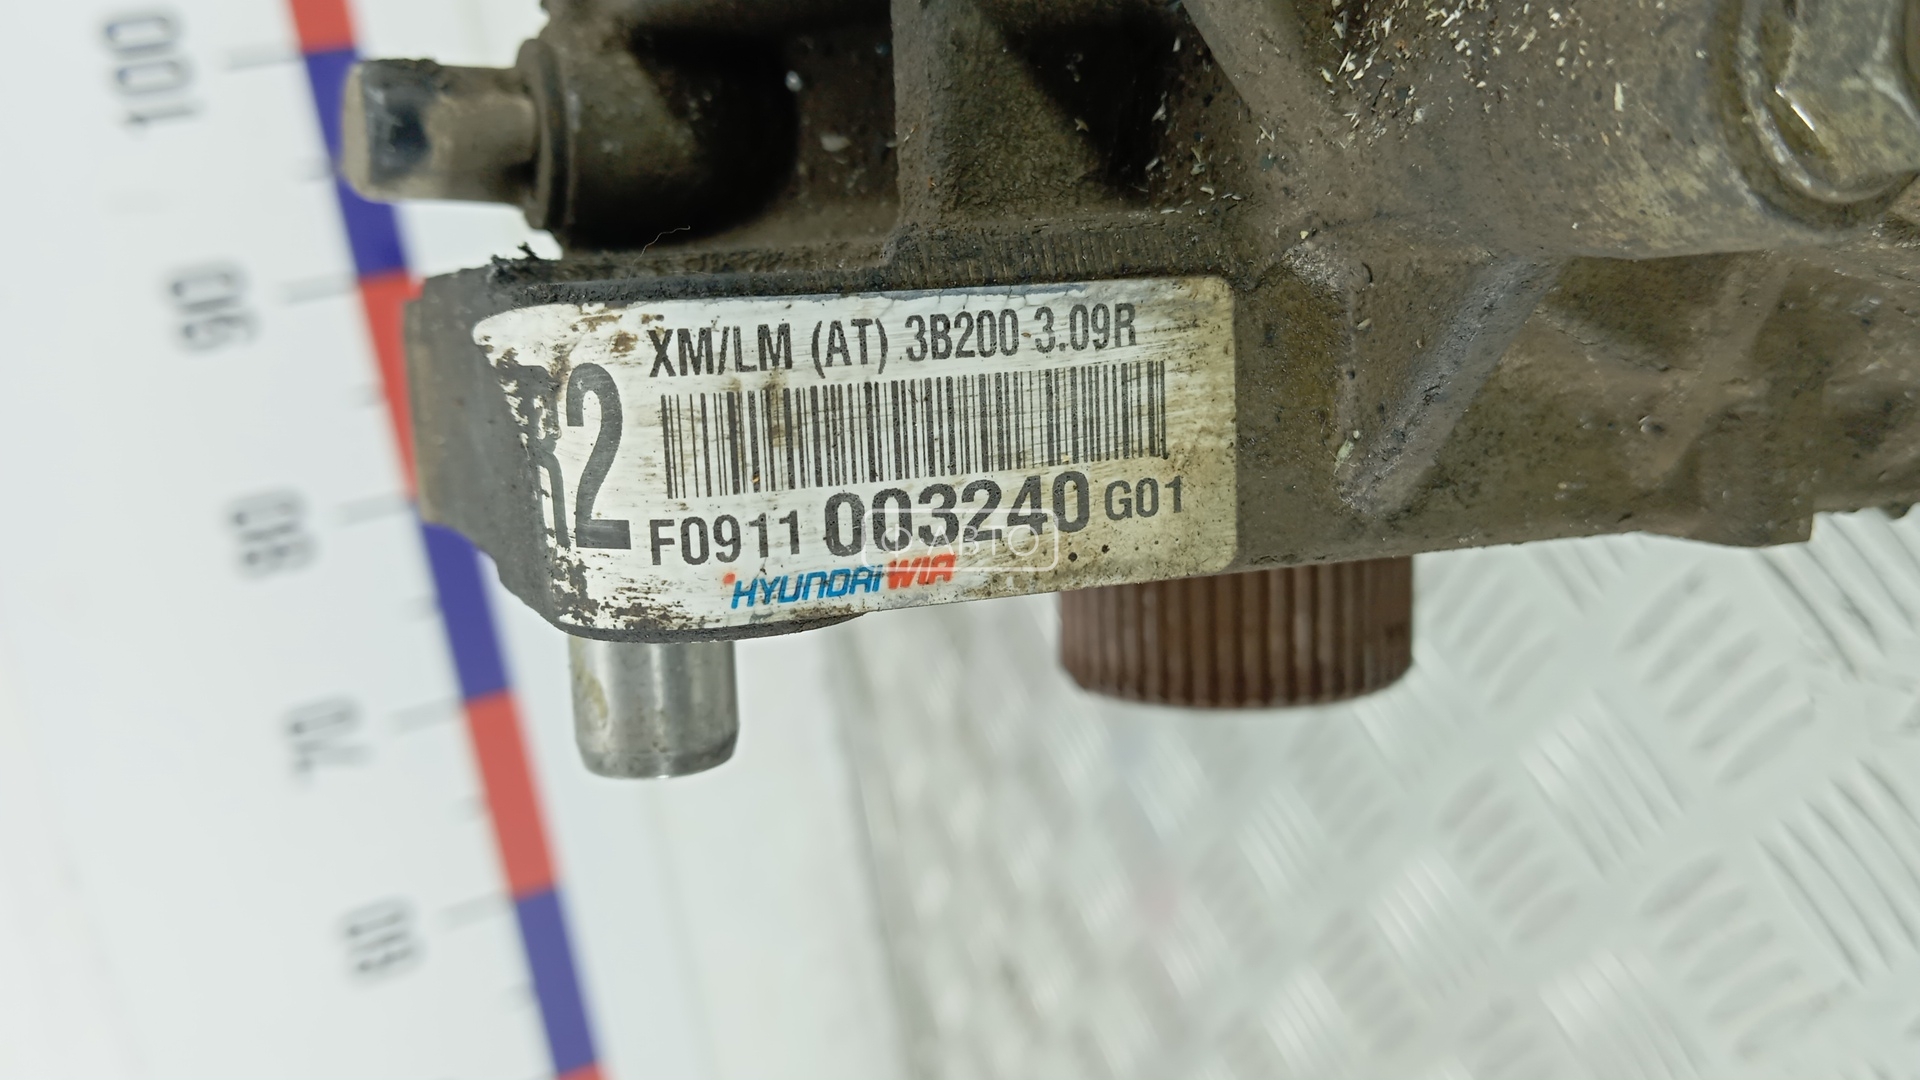 XM/LM (AT) 3B200-3.09R
R2
F0911 003240 G01
HYUNDAI WIA
100
90
80
70
60